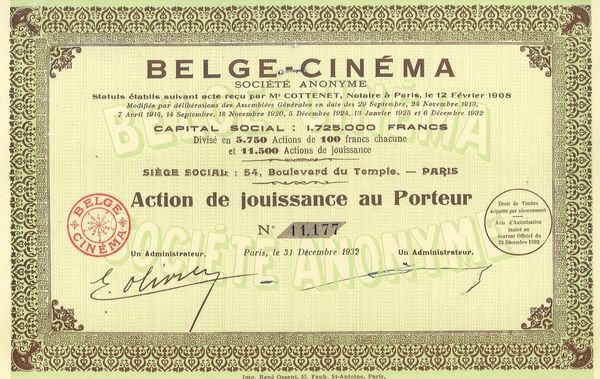 BELGE-CINÉMA
SOCIÉTÉ ANONYME
Statuts établis suivant acte reçu par Mᵉ COTTENET, Notaire à Paris, le 12 Février 1908
Modifiés par délibérations des Assemblées Générales en date des 29 Septembre, 24 Novembre 1913,
7 Avril 1914, 14 Septembre, 18 Novembre 1920, 5 Décembre 1924, 13 Janvier 1925 et 6 Décembre 1932
CAPITAL SOCIAL : 1.725.000 FRANCS
Divisé en 5.750 Actions de 100 francs chacune
et 11.500 Actions de jouissance
SIÈGE SOCIAL : 54, Boulevard du Temple. — PARIS
Action de jouissance au Porteur
BELGE CINÉMA
N° 11.177
Droit de Timbre
acquitté par abonnement
Avis d'Autorisation
inséré au
Journal Officiel du
23 Décembre 1932
Un Administrateur, Paris, le 31 Décembre 1932 Un Administrateur,
E. Olivier
BELGE CINÉMA
SOCIÉTÉ ANONYME
Imp. René Ossent, 21, Faub. St-Antoine, Paris,